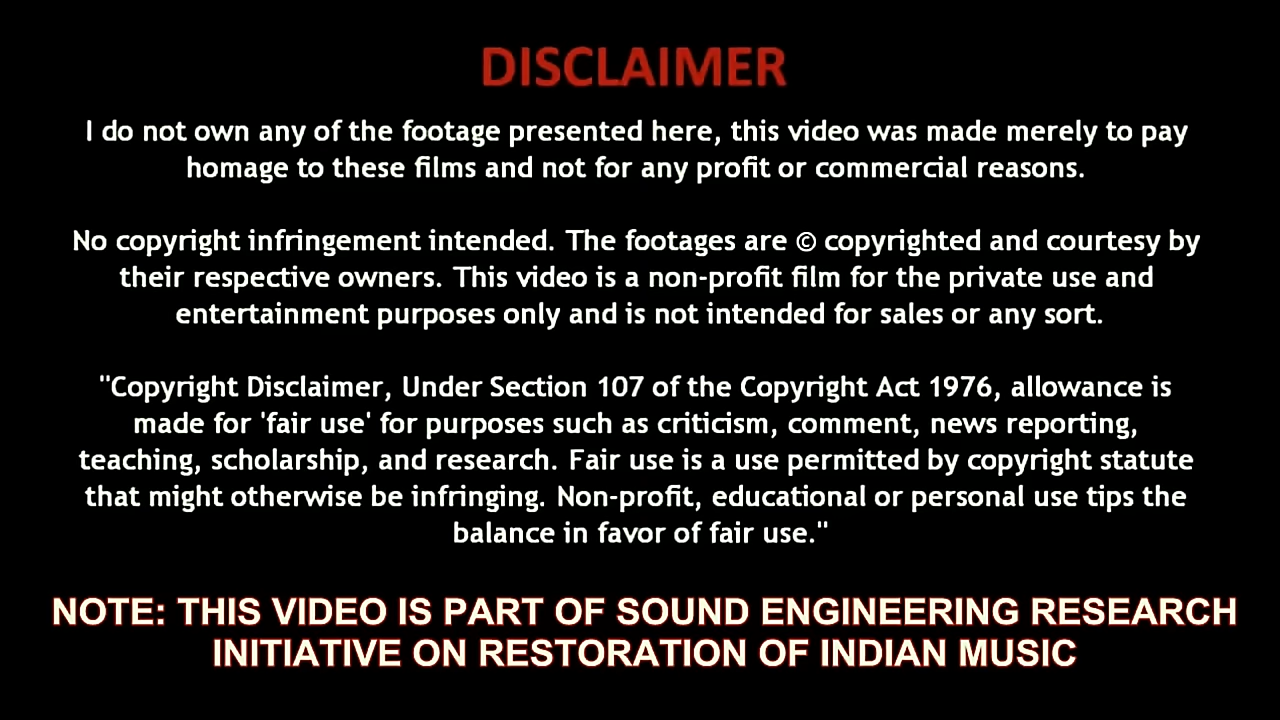 DISCLAIMER
I do not own any of the footage presented here, this video was made merely to pay
homage to these films and not for any profit or commercial reasons.
No copyright infringement intended. The footages are © copyrighted and courtesy by
their respective owners. This video is a non-profit film for the private use and
entertainment purposes only and is not intended for sales or any sort.
"Copyright Disclaimer, Under Section 107 of the Copyright Act 1976, allowance is
made for 'fair use' for purposes such as criticism, comment, news reporting,
teaching, scholarship, and research. Fair use is a use permitted by copyright statute
that might otherwise be infringing. Non-profit, educational or personal use tips the
balance in favor of fair use."
NOTE: THIS VIDEO IS PART OF SOUND ENGINEERING RESEARCH
INITIATIVE ON RESTORATION OF INDIAN MUSIC